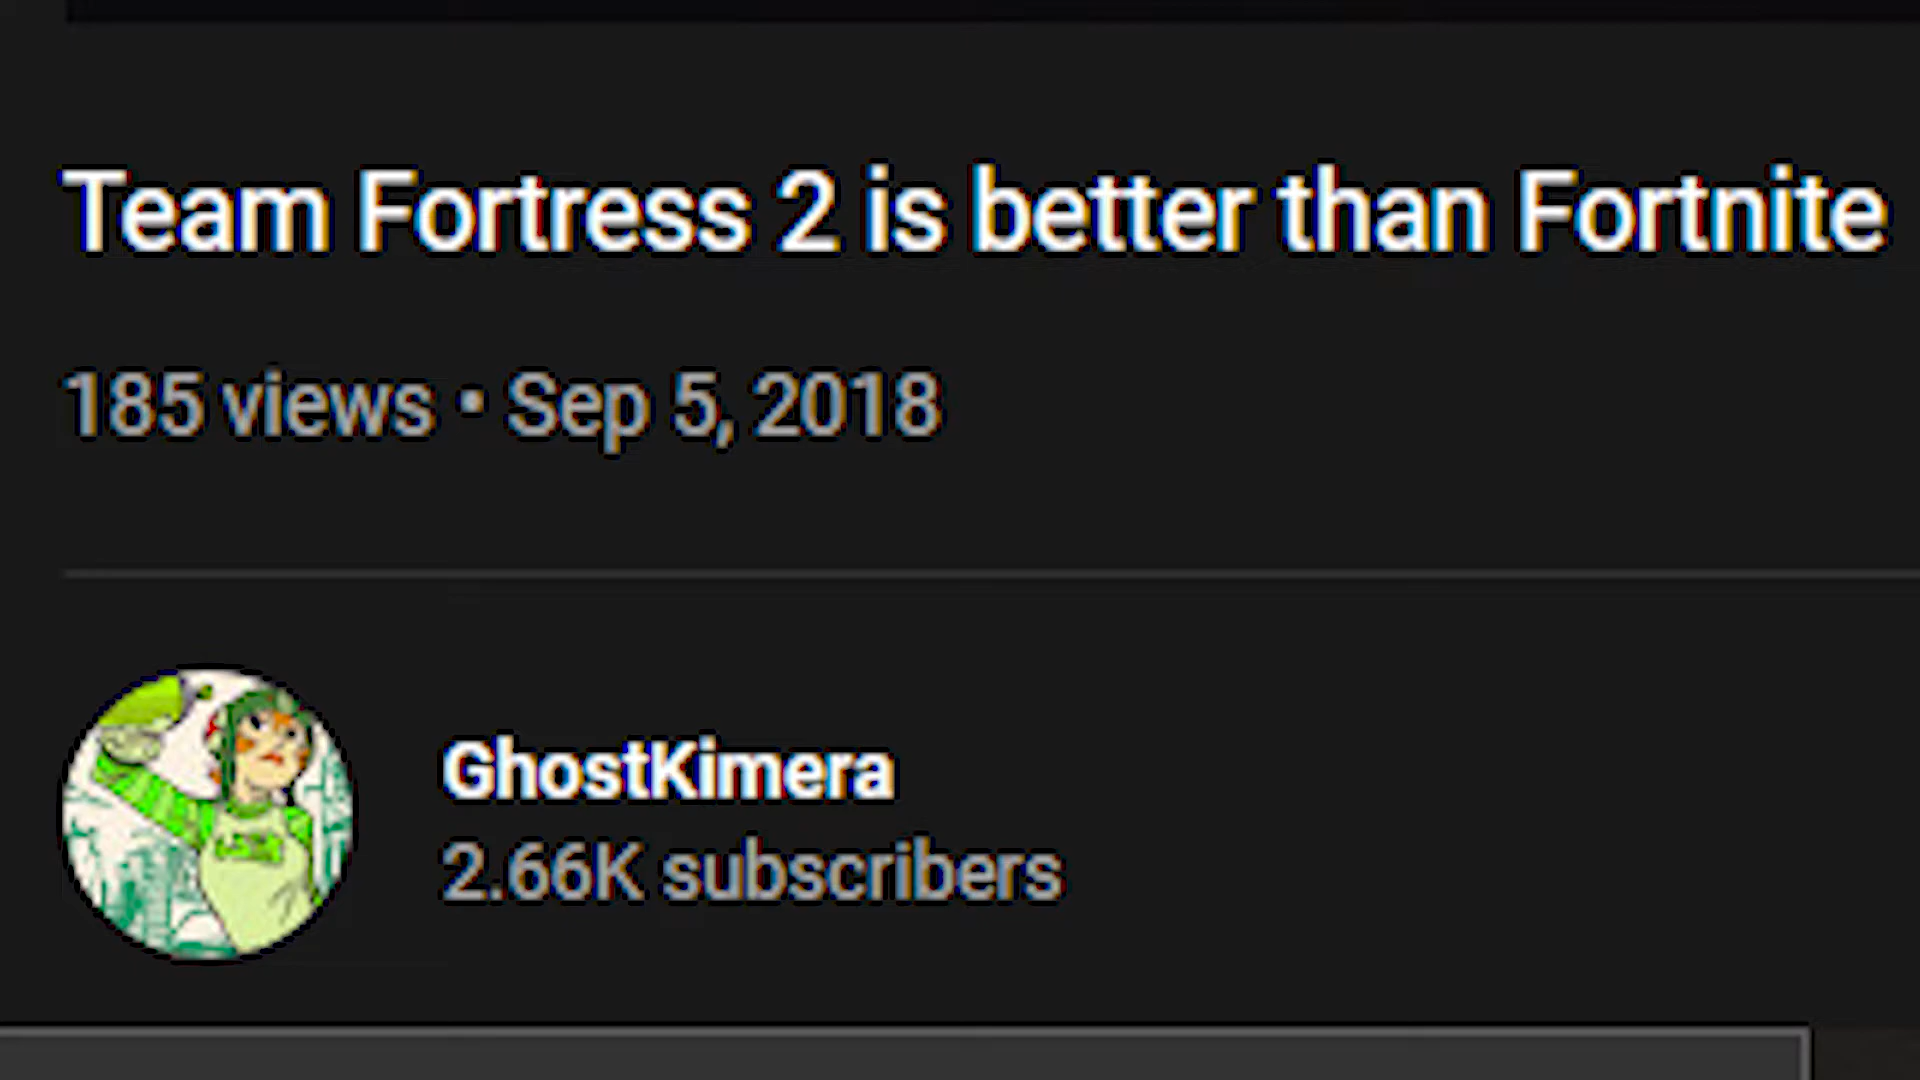 Team Fortress 2 is better than Fortnite
185 views • Sep 5, 2018
GhostKimera
2.66K subscribers